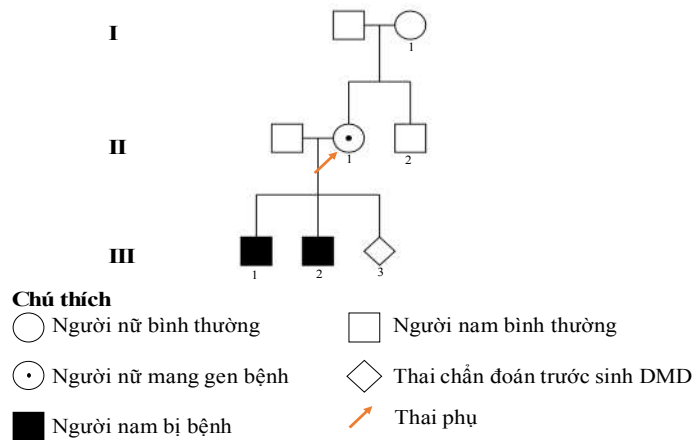 I
1
II
1
2
III
1
2
3
Chú thích
Người nữ bình thường
Người nam bình thường
Người nữ mang gen bệnh
Thai chẩn đoán trước sinh DMD
Người nam bị bệnh
Thai phụ